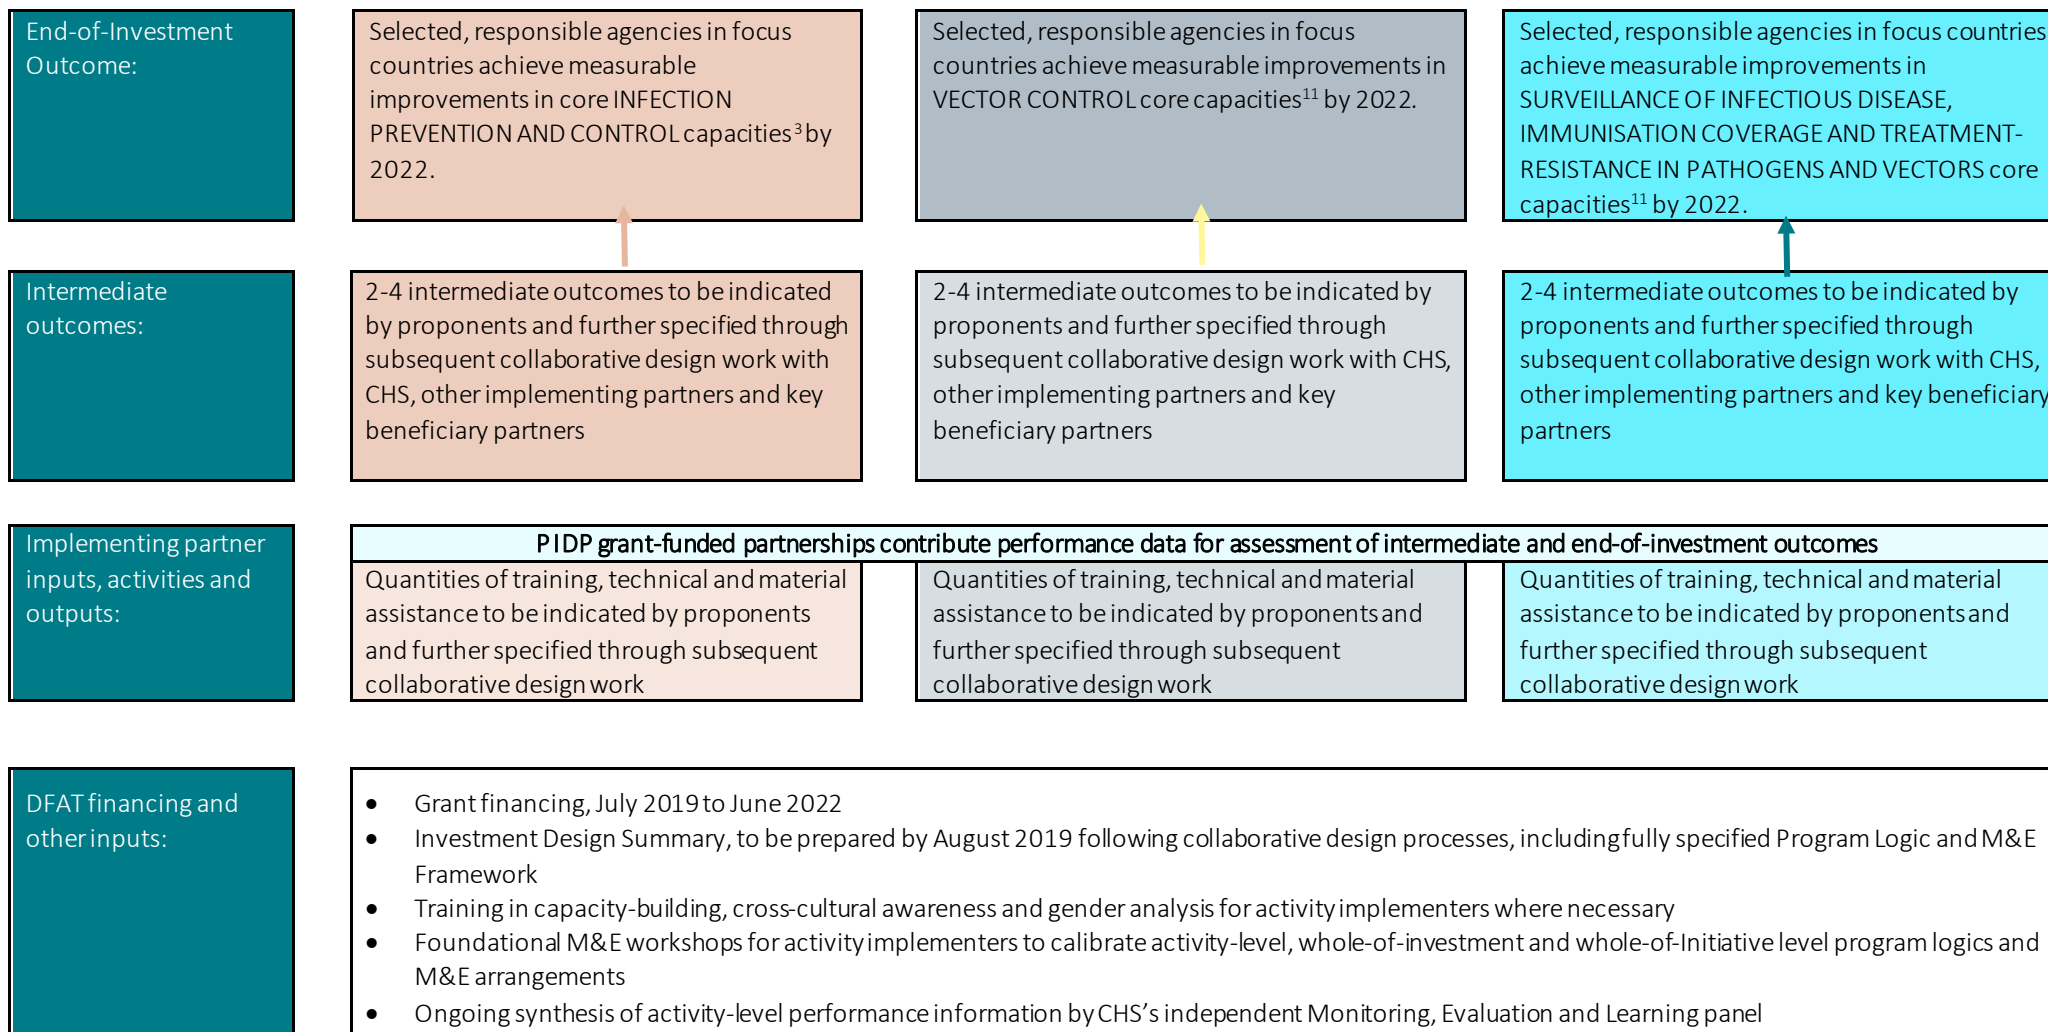 End-of-Investment
Outcome:
Selected, responsible agencies in focus
countries achieve measurable
improvements in core INFECTION
PREVENTION AND CONTROL capacities3 by
2022.
Selected, responsible agencies in focus
countries achieve measurable improvements in
VECTOR CONTROL core capacities11 by 2022.
Selected, responsible agencies in focus countries
achieve measurable improvements in
SURVEILLANCE OF INFECTIOUS DISEASE,
IMMUNISATION COVERAGE AND TREATMENT-
RESISTANCE IN PATHOGENS AND VECTORS core
capacities11 by 2022.
Intermediate
outcomes:
2-4 intermediate outcomes to be indicated
by proponents and further specified through
subsequent collaborative design work with
CHS, other implementing partners and key
beneficiary partners
2-4 intermediate outcomes to be indicated by
proponents and further specified through
subsequent collaborative design work with CHS,
other implementing partners and key
beneficiary partners
2-4 intermediate outcomes to be indicated by
proponents and further specified through
subsequent collaborative design work with CHS,
other implementing partners and key beneficiary
partners
Implementing partner
inputs, activities and
outputs:
PIDP grant-funded partnerships contribute performance data for assessment of intermediate and end-of-investment outcomes
Quantities of training, technical and material
assistance to be indicated by proponents
and further specified through subsequent
collaborative design work
Quantities of training, technical and material
assistance to be indicated by proponents and
further specified through subsequent
collaborative design work
Quantities of training, technical and material
assistance to be indicated by proponents and
further specified through subsequent
collaborative design work
DFAT financing and
other inputs:
• Grant financing, July 2019 to June 2022
• Investment Design Summary, to be prepared by August 2019 following collaborative design processes, including fully specified Program Logic and M&E
Framework
• Training in capacity-building, cross-cultural awareness and gender analysis for activity implementers where necessary
• Foundational M&E workshops for activity implementers to calibrate activity-level, whole-of-investment and whole-of-Initiative level program logics and
M&E arrangements
• Ongoing synthesis of activity-level performance information by CHS's independent Monitoring, Evaluation and Learning panel